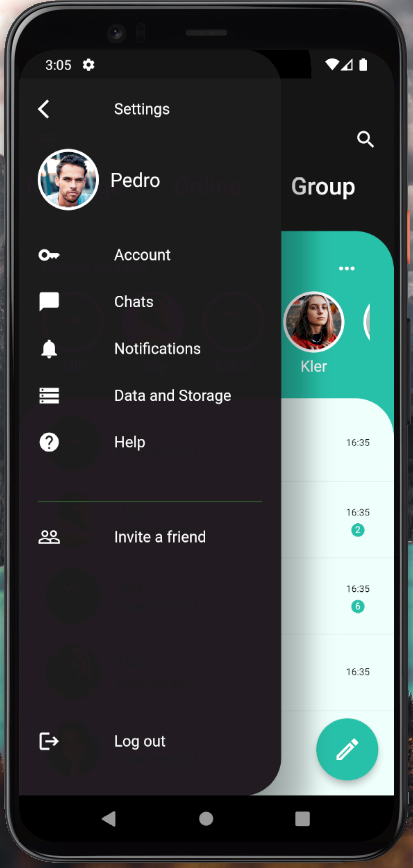 3:05
Settings
Pedro
Group
Account
Chats
Kler
Notifications
Data and Storage
Help
16:35
16:35
2
Invite a friend
16:35
6
16:35
Log out